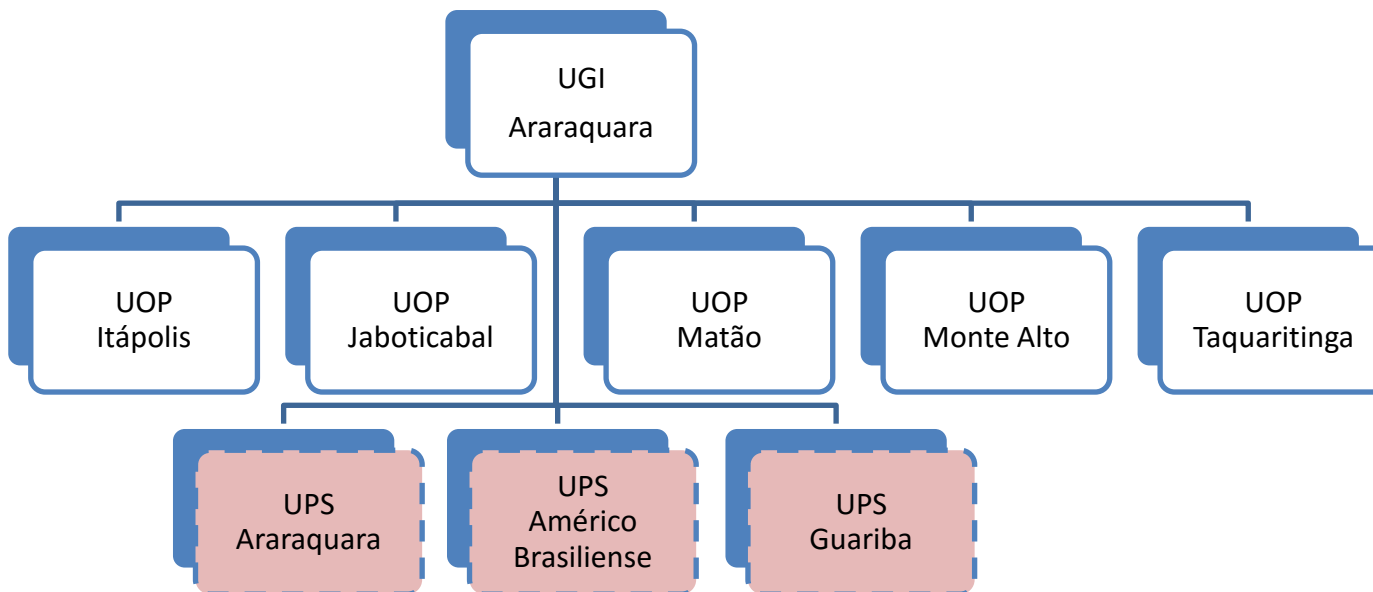 UGI
Araraquara
UOP
Itápolis
UOP
Jaboticabal
UOP
Matão
UOP
Monte Alto
UOP
Taquaritinga
UPS
Araraquara
UPS
Américo
Brasiliense
UPS
Guariba